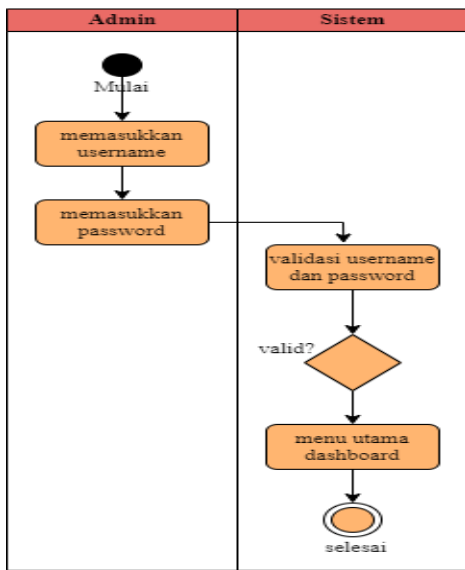 Admin
Sistem
Mulai
memasukkan
username
memasukkan
password
validasi username
dan password
valid?
menu utama
dashboard
selesai